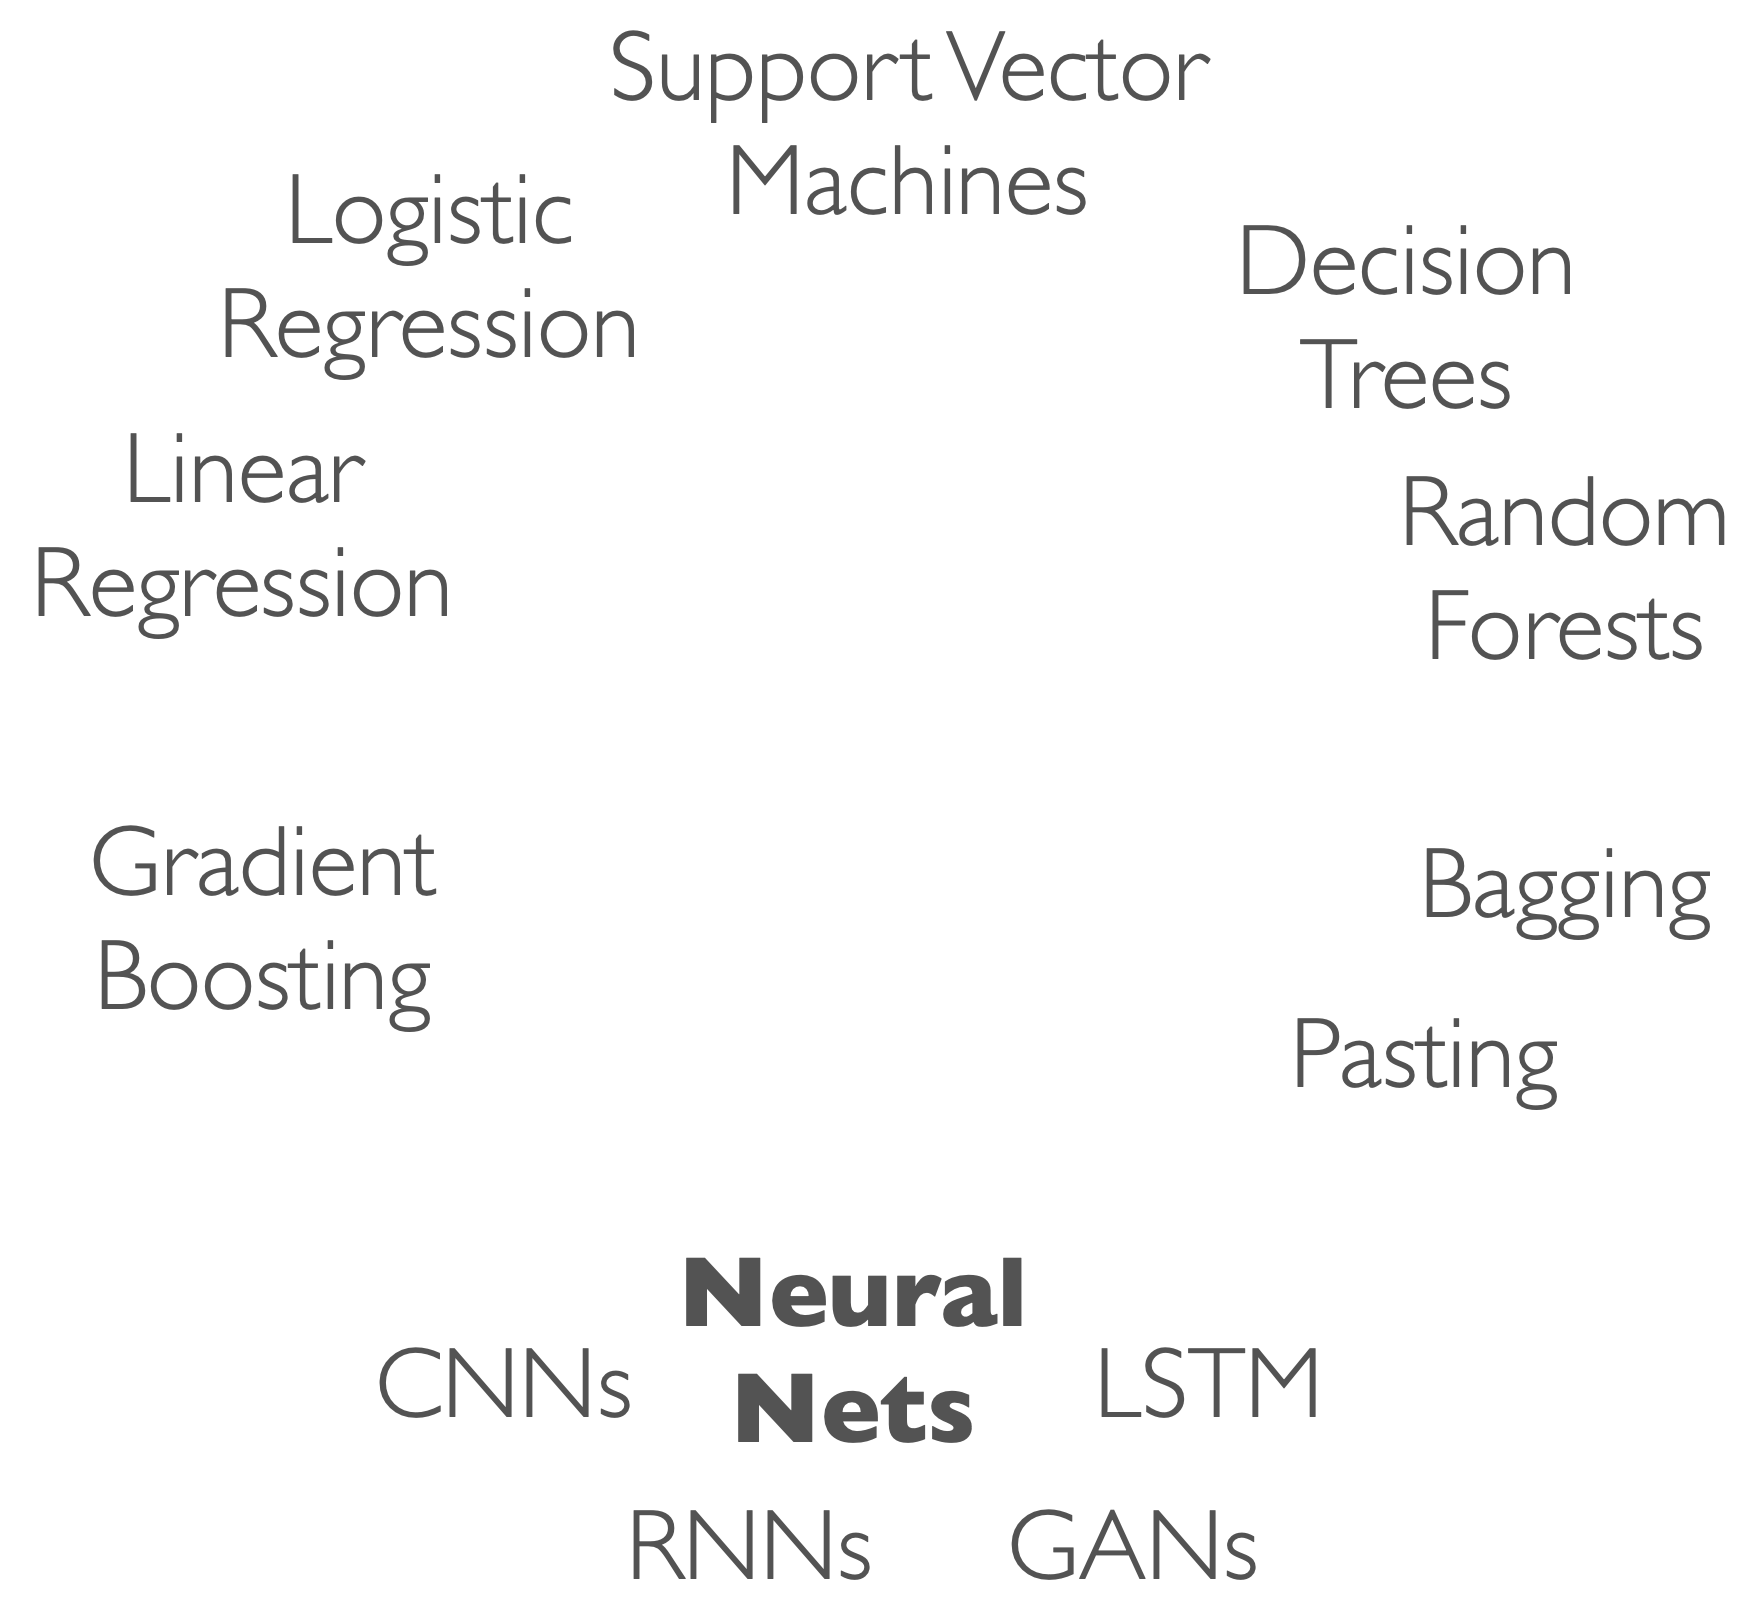 Support Vector
Machines
Logistic
Regression
Decision
Trees
Linear
Regression
Random
Forests
Gradient
Boosting
Bagging
Pasting
Neural
Nets
CNNs
LSTM
RNNs
GANs